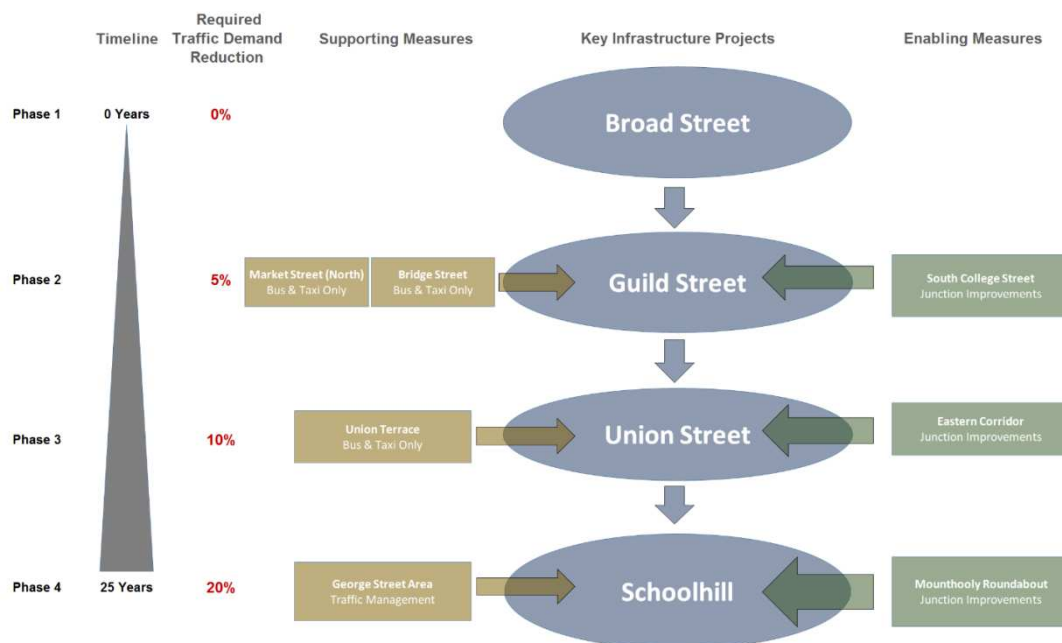 Timeline
Required
Traffic Demand
Reduction
Supporting Measures
Key Infrastructure Projects
Enabling Measures
Phase 1
0 Years
0%
Broad Street
Phase 2
5%
Market Street (North)
Bus & Taxi Only
Bridge Street
Bus & Taxi Only
Guild Street
South College Street
Junction Improvements
Phase 3
10%
Union Terrace
Bus & Taxi Only
Union Street
Eastern Corridor
Junction Improvements
Phase 4
25 Years
20%
George Street Area
Traffic Management
Schoolhill
Mounthooly Roundabout
Junction Improvements